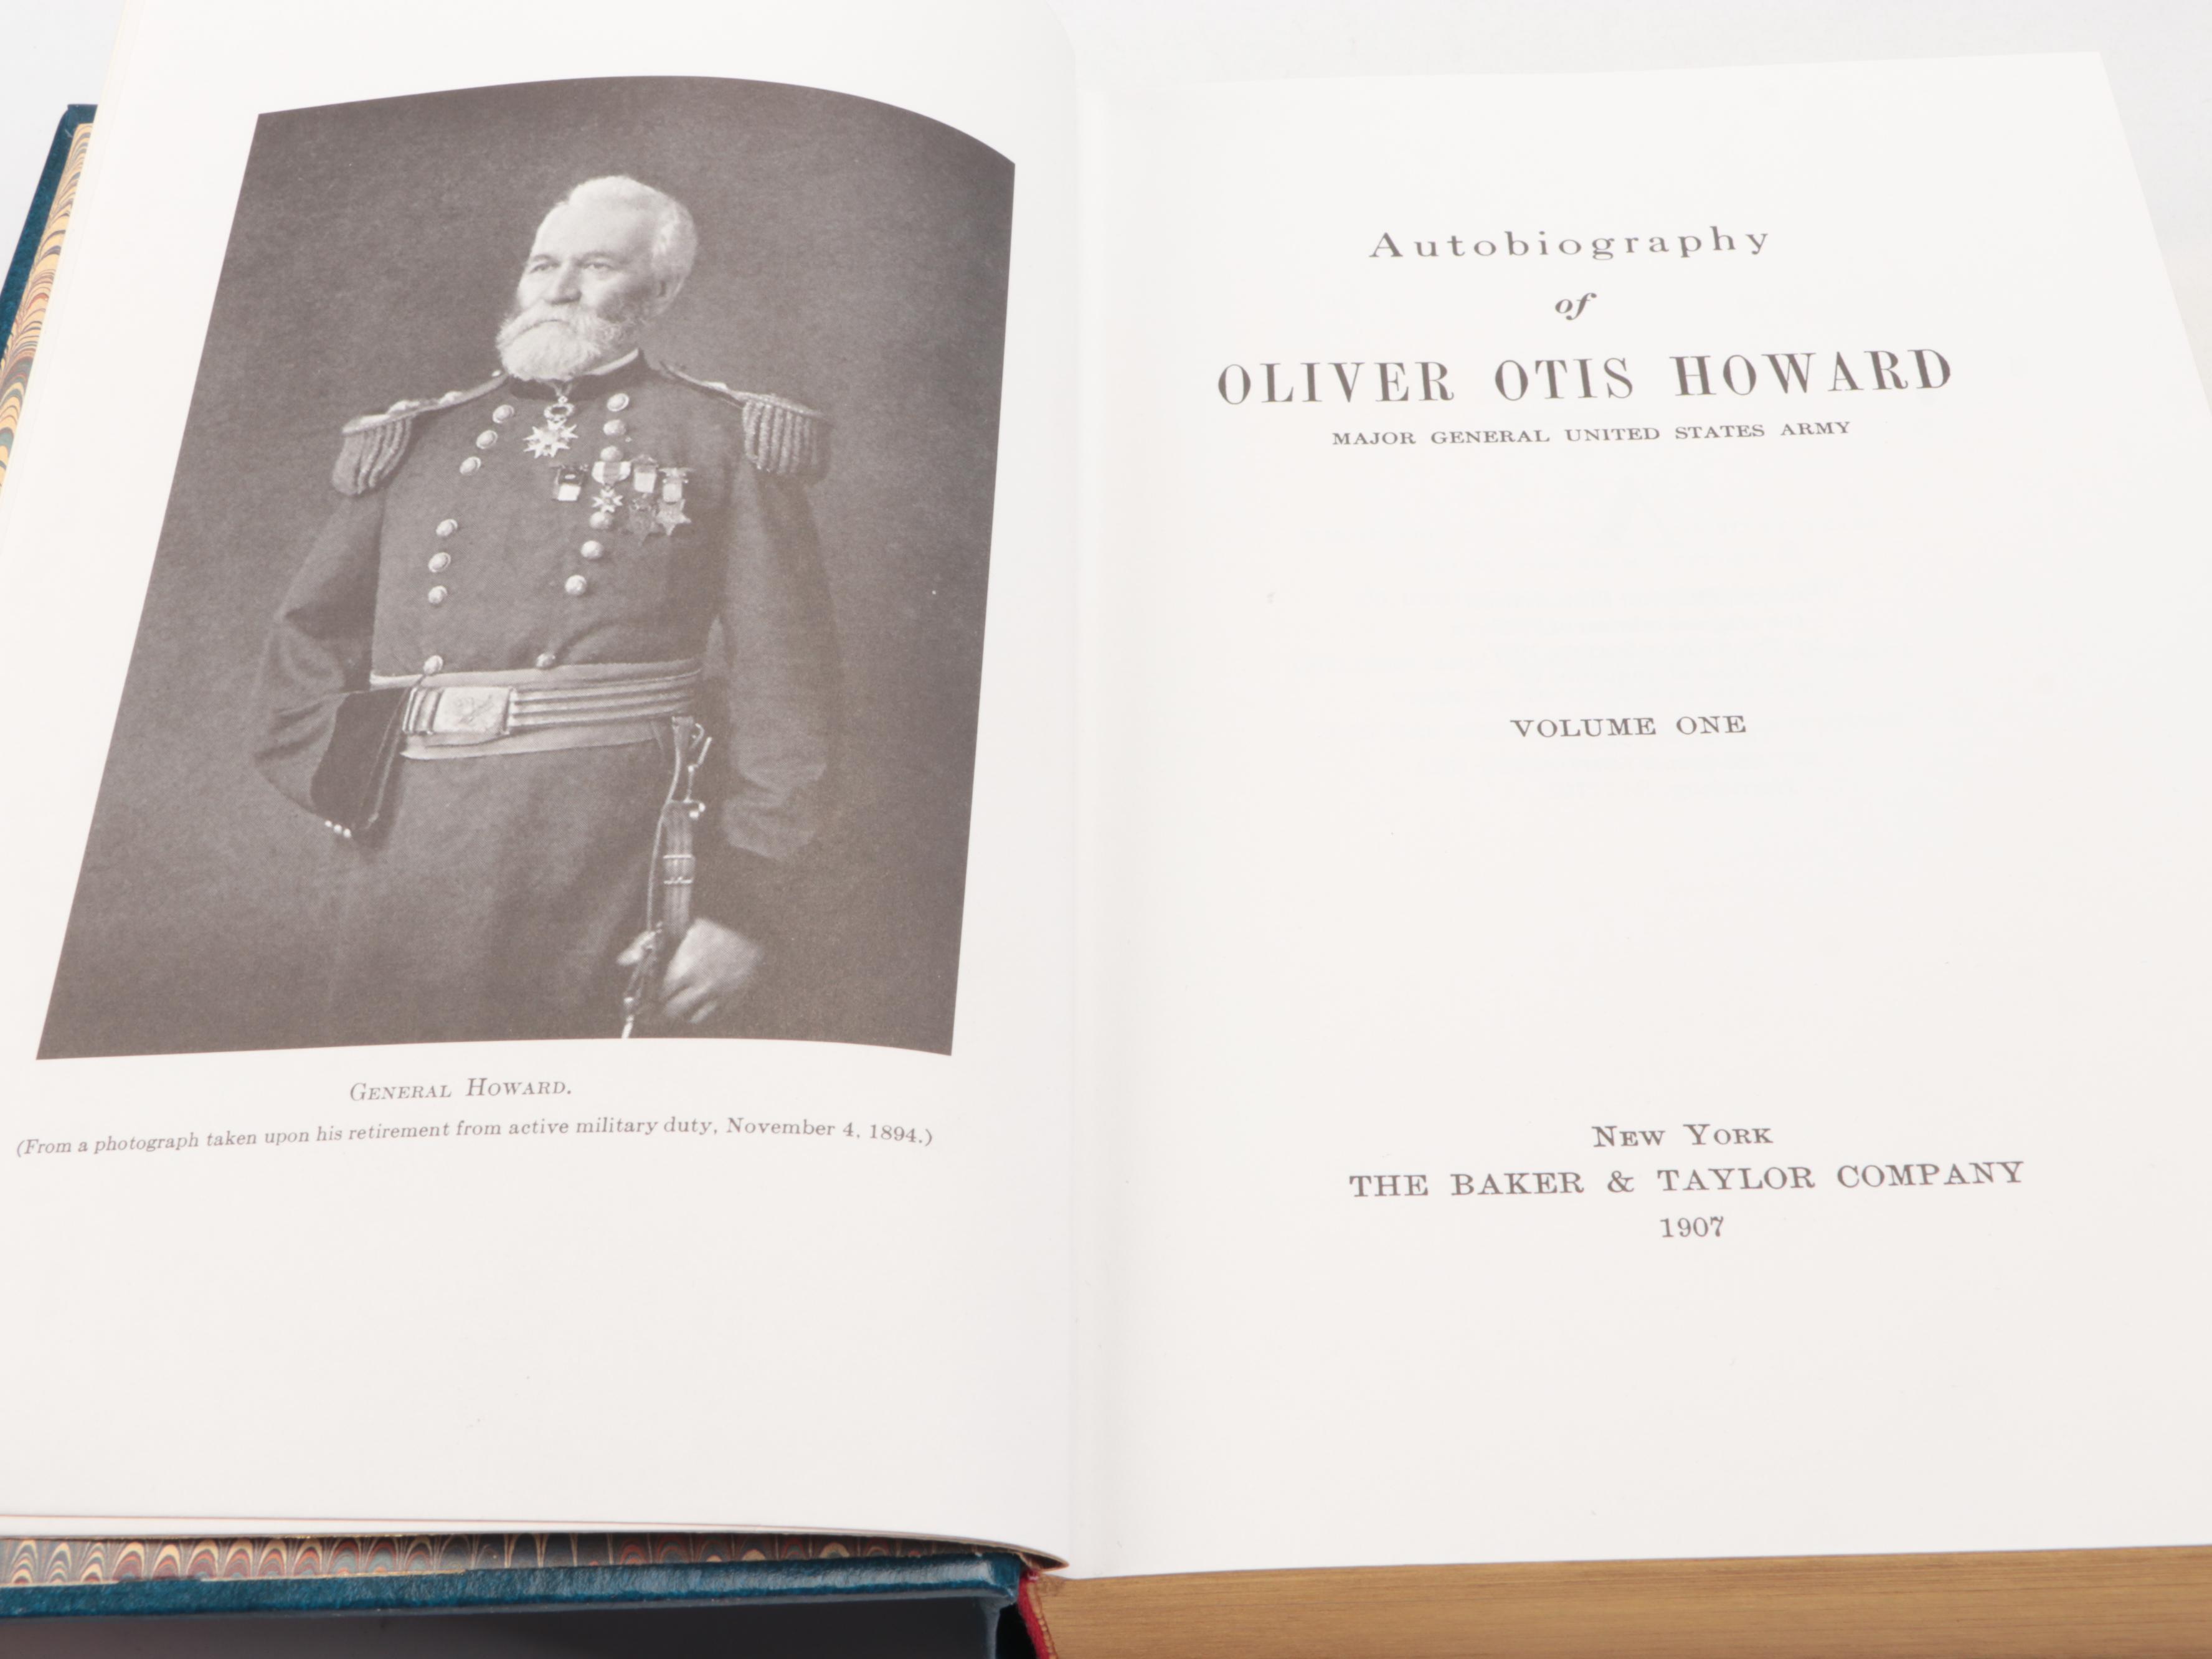 GENERAL HOWARD.
(From a photograph taken upon his retirement from active military duty, November 4, 1894.)
Autobiography
of
OLIVER OTIS HOWARD
MAJOR GENERAL UNITED STATES ARMY
VOLUME ONE
NEW YORK
THE BAKER & TAYLOR COMPANY
1907